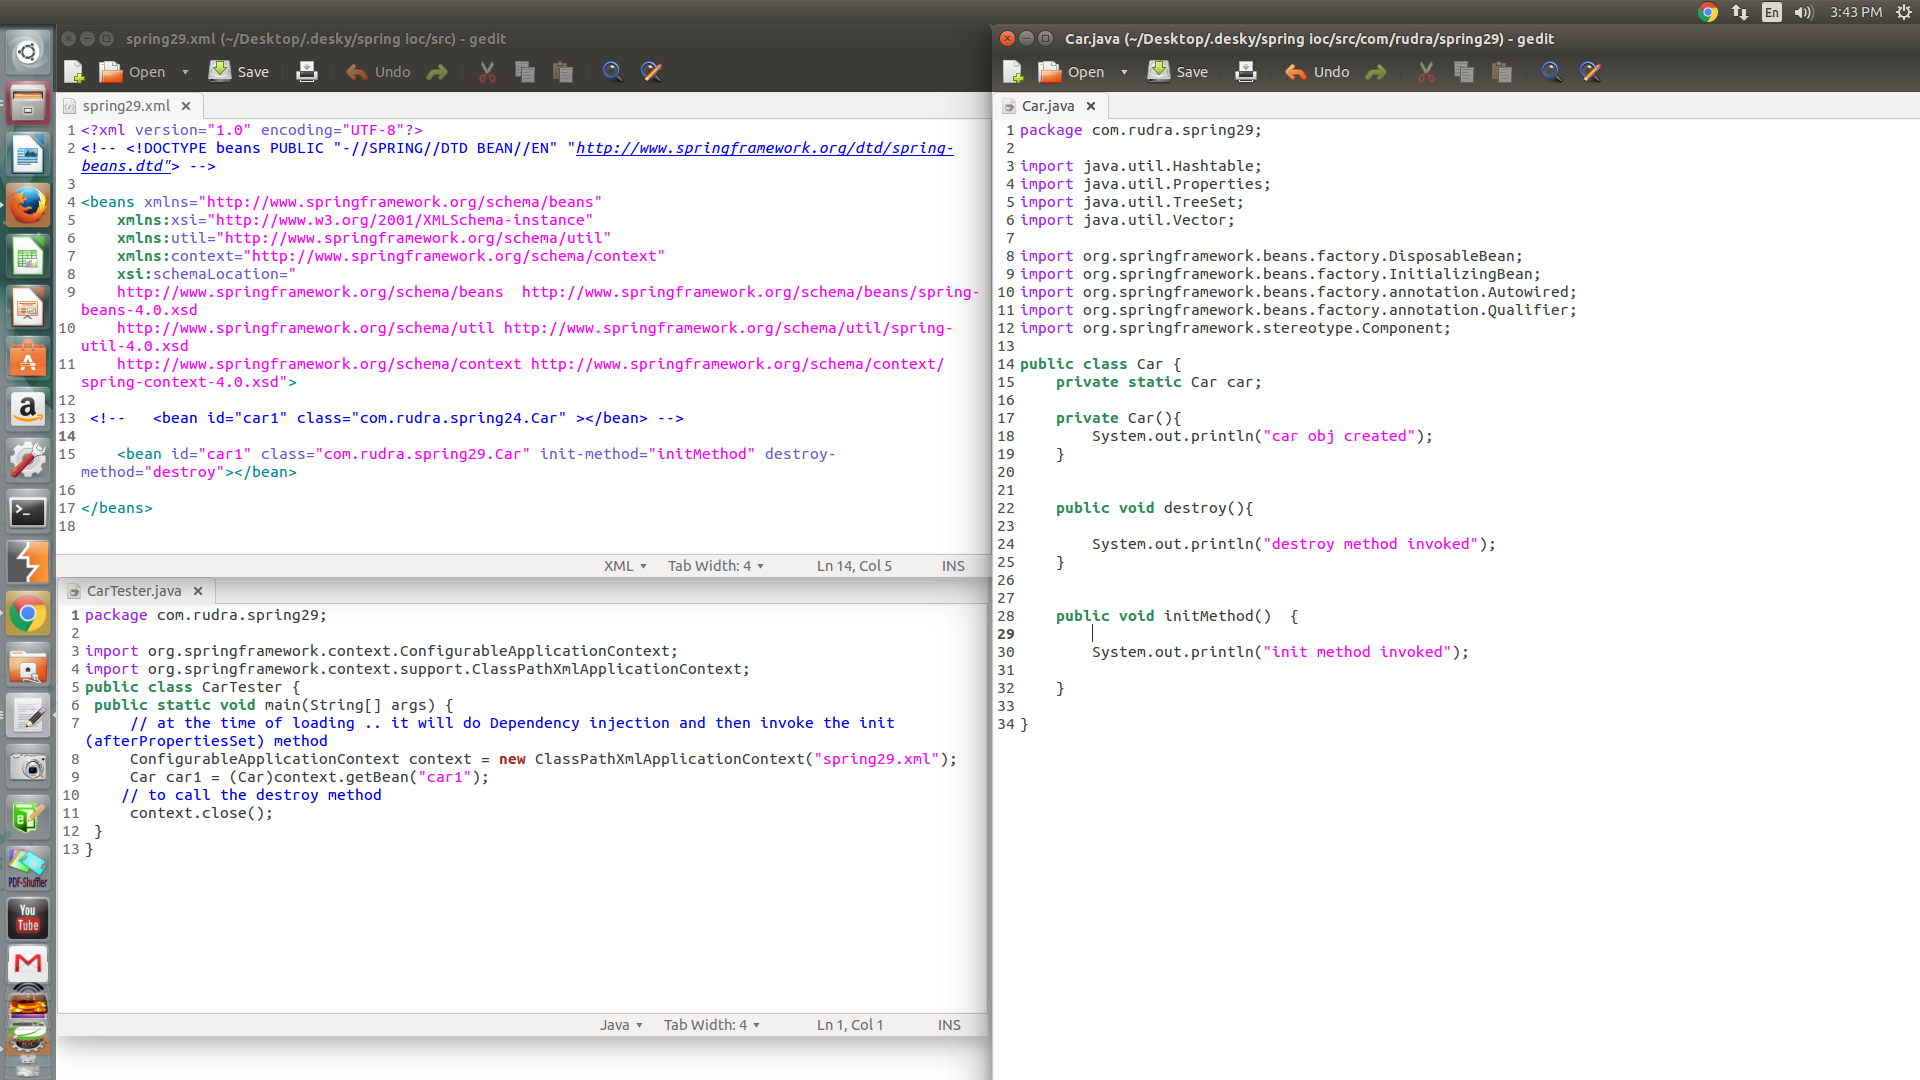 En
3:43 PM
spring29.xml (~/Desktop/.desky/spring ioc/src) - gedit
Open
Save
Undo
spring29.xml
1 <?xml version="1.0" encoding="UTF-8"?>
2 <!-- <!DOCTYPE beans PUBLIC "-//SPRING//DTD BEAN//EN" "http://www.springframework.org/dtd/spring-
beans.dtd"> -->
3
4 <beans xmlns="http://www.springframework.org/schema/beans"
5 xmlns:xsi="http://www.w3.org/2001/XMLSchema-instance"
6 xmlns:util="http://www.springframework.org/schema/util"
7 xmlns:context="http://www.springframework.org/schema/context"
8 xsi:schemaLocation="
9 http://www.springframework.org/schema/beans  http://www.springframework.org/schema/beans/spring-
beans-4.0.xsd
10 http://www.springframework.org/schema/util http://www.springframework.org/schema/util/spring-
util-4.0.xsd
11 http://www.springframework.org/schema/context http://www.springframework.org/schema/context/
spring-context-4.0.xsd">
12
13 <!--   <bean id="car1" class="com.rudra.spring24.Car" ></bean> -->
14
15 <bean id="car1" class="com.rudra.spring29.Car" init-method="initMethod" destroy-
method="destroy"></bean>
16
17 </beans>
18
XML
Tab Width: 4
Ln 14, Col 5
INS
CarTester.java
1 package com.rudra.spring29;
2
3 import org.springframework.context.ConfigurableApplicationContext;
4 import org.springframework.context.support.ClassPathXmlApplicationContext;
5 public class CarTester {
6 public static void main(String[] args) {
7 // at the time of loading .. it will do Dependency injection and then invoke the init
(afterPropertiesSet) method
8 ConfigurableApplicationContext context = new ClassPathXmlApplicationContext("spring29.xml");
9 Car car1 = (Car)context.getBean("car1");
10 // to call the destroy method
11 context.close();
12 }
13 }
Java
Tab Width: 4
Ln 1, Col 1
INS
Car.java (~/Desktop/.desky/spring ioc/src/com/rudra/spring29) - gedit
Open
Save
Undo
Car.java
1 package com.rudra.spring29;
2
3 import java.util.Hashtable;
4 import java.util.Properties;
5 import java.util.TreeSet;
6 import java.util.Vector;
7
8 import org.springframework.beans.factory.DisposableBean;
9 import org.springframework.beans.factory.InitializingBean;
10 import org.springframework.beans.factory.annotation.Autowired;
11 import org.springframework.beans.factory.annotation.Qualifier;
12 import org.springframework.stereotype.Component;
13
14 public class Car {
15 private static Car car;
16
17 private Car(){
18 System.out.println("car obj created");
19 }
20
21
22 public void destroy(){
23
24 System.out.println("destroy method invoked");
25 }
26
27
28 public void initMethod()  {
29
30 System.out.println("init method invoked");
31
32 }
33
34 }
a
PDF-Shuffler
You
Tube
M